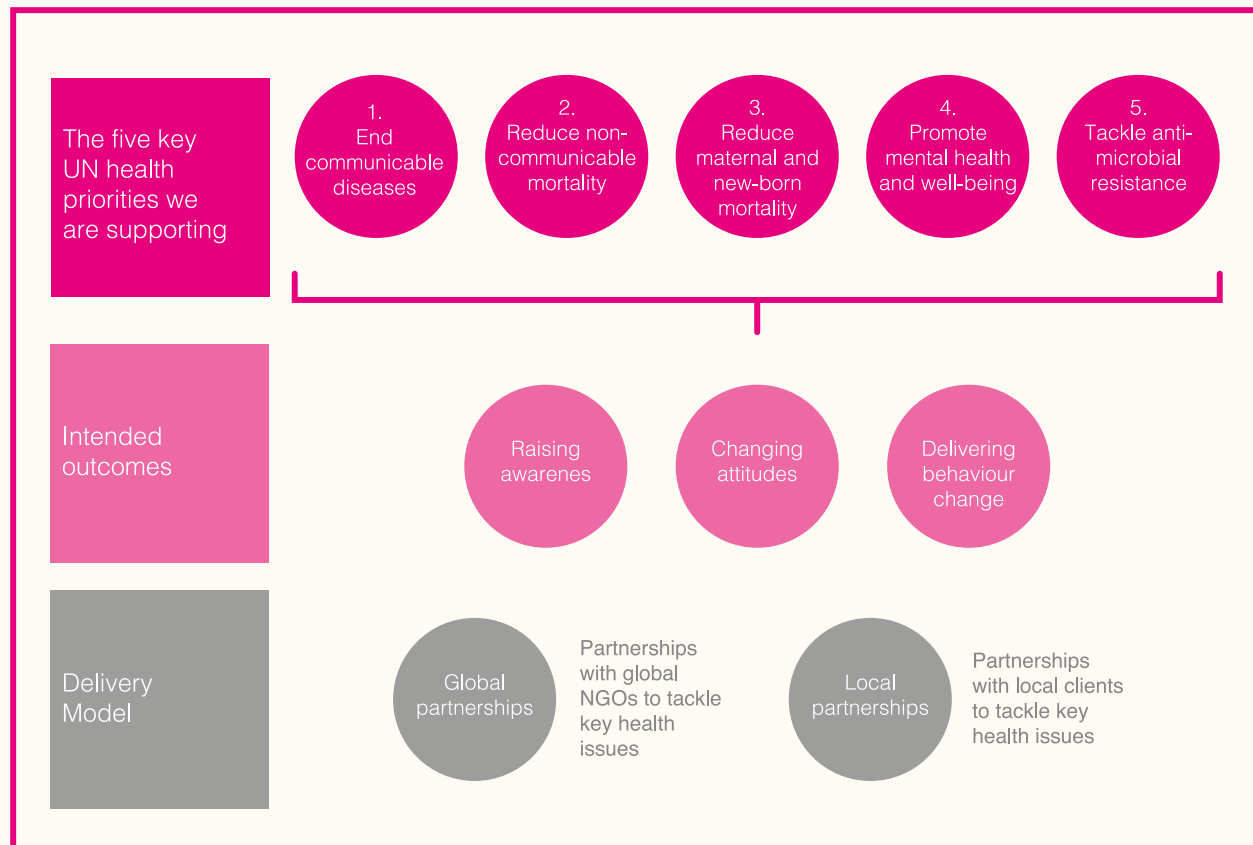 The five key
UN health
priorities we
are supporting
1.
End
communicable
diseases
2.
Reduce non-
communicable
mortality
3.
Reduce
maternal and
new-born
mortality
4.
Promote
mental health
and well-being
5.
Tackle anti-
microbial
resistance
Intended
outcomes
Raising
awarenes
Changing
attitudes
Delivering
behaviour
change
Delivery
Model
Global
partnerships
Partnerships
with global
NGOs to tackle
key health
issues
Local
partnerships
Partnerships
with local clients
to tackle key
health issues